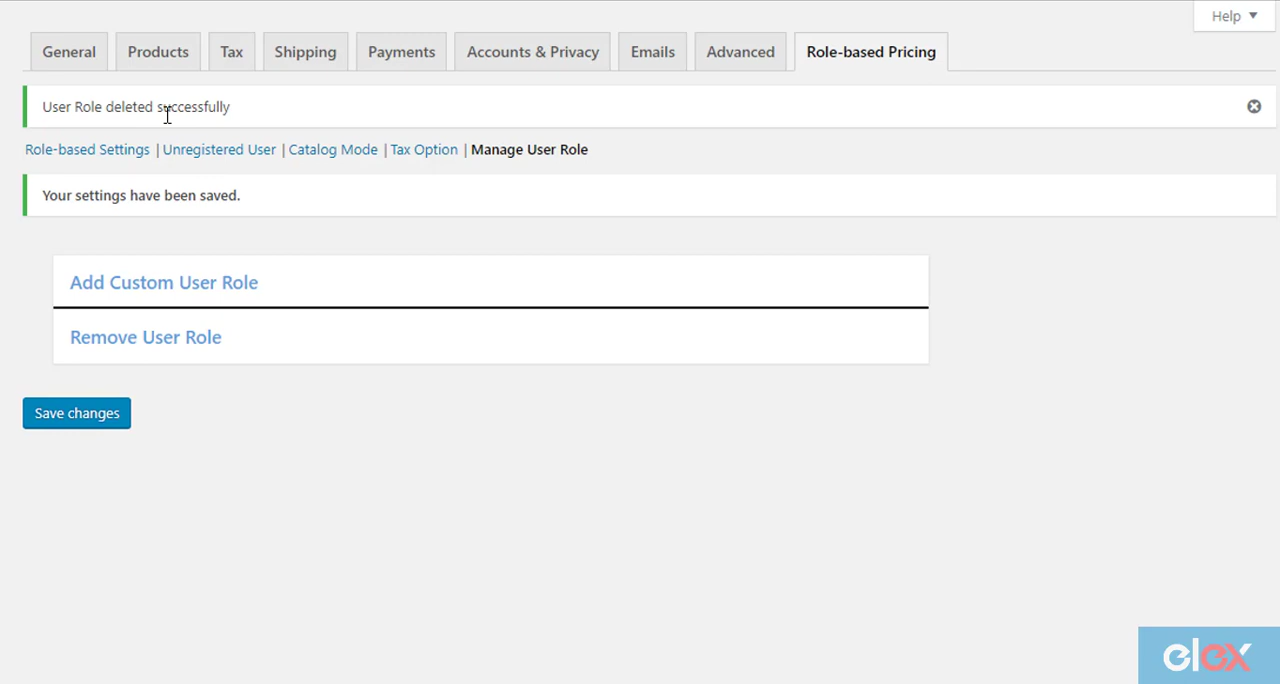 Help
General Products Tax Shipping Payments Accounts & Privacy Emails Advanced Role-based Pricing
User Role deleted successfully
Role-based Settings | Unregistered User | Catalog Mode | Tax Option | Manage User Role
Your settings have been saved.
Add Custom User Role
Remove User Role
Save changes
elex